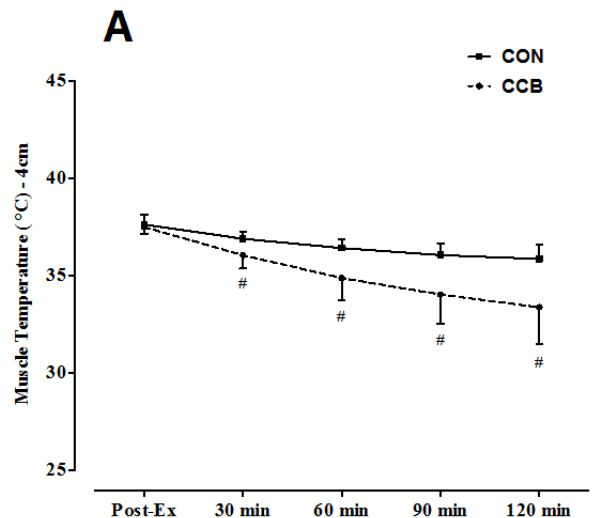 A
CON
CCB
Muscle Temperature ( °C) - 4cm
45
40
35
30
25
#
#
#
#
Post-Ex 30 min 60 min 90 min 120 min